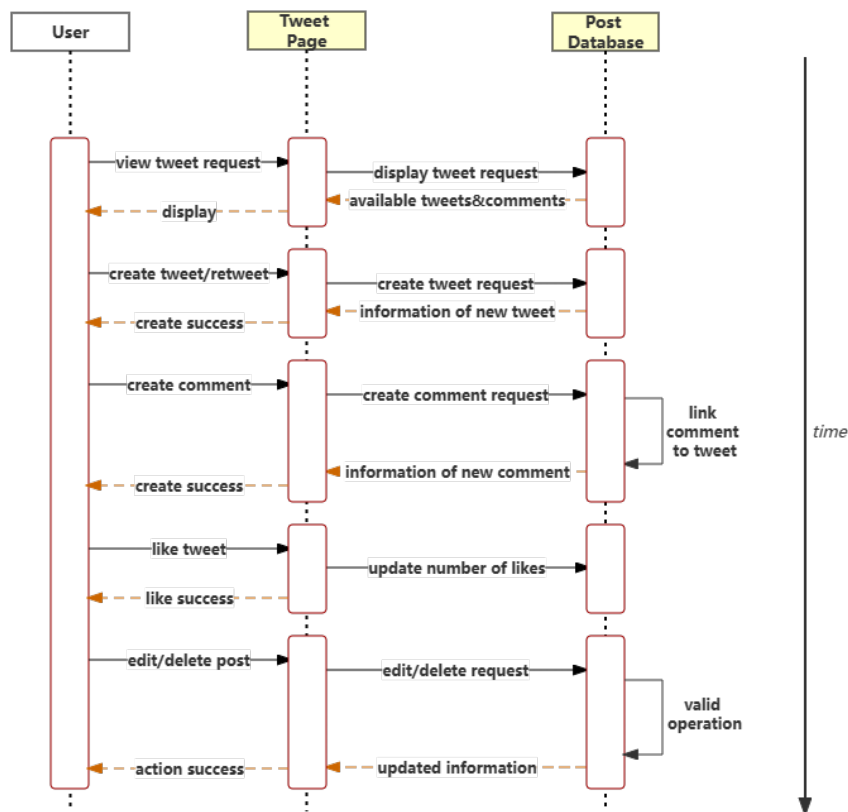 User
Tweet
Page
Post
Database
view tweet request
display tweet request
available tweets&comments
display
create tweet/retweet
create tweet request
information of new tweet
create success
create comment
create comment request
link
comment
to tweet
time
information of new comment
create success
like tweet
update number of likes
like success
edit/delete post
edit/delete request
valid
operation
updated information
action success